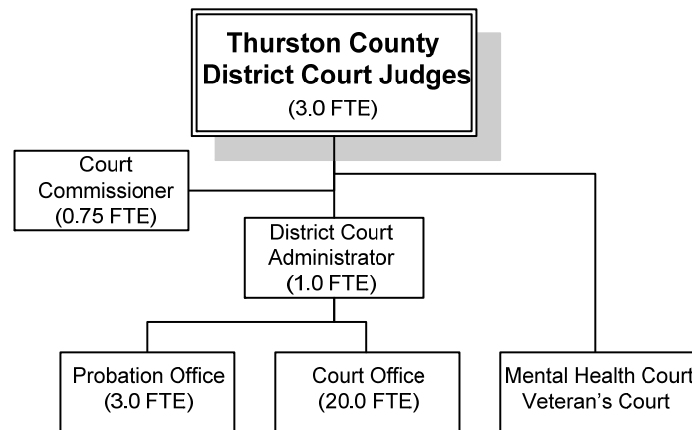 Thurston County
District Court Judges
(3.0 FTE)
Court
Commissioner
(0.75 FTE)
District Court
Administrator
(1.0 FTE)
Probation Office
(3.0 FTE)
Court Office
(20.0 FTE)
Mental Health Court
Veteran's Court